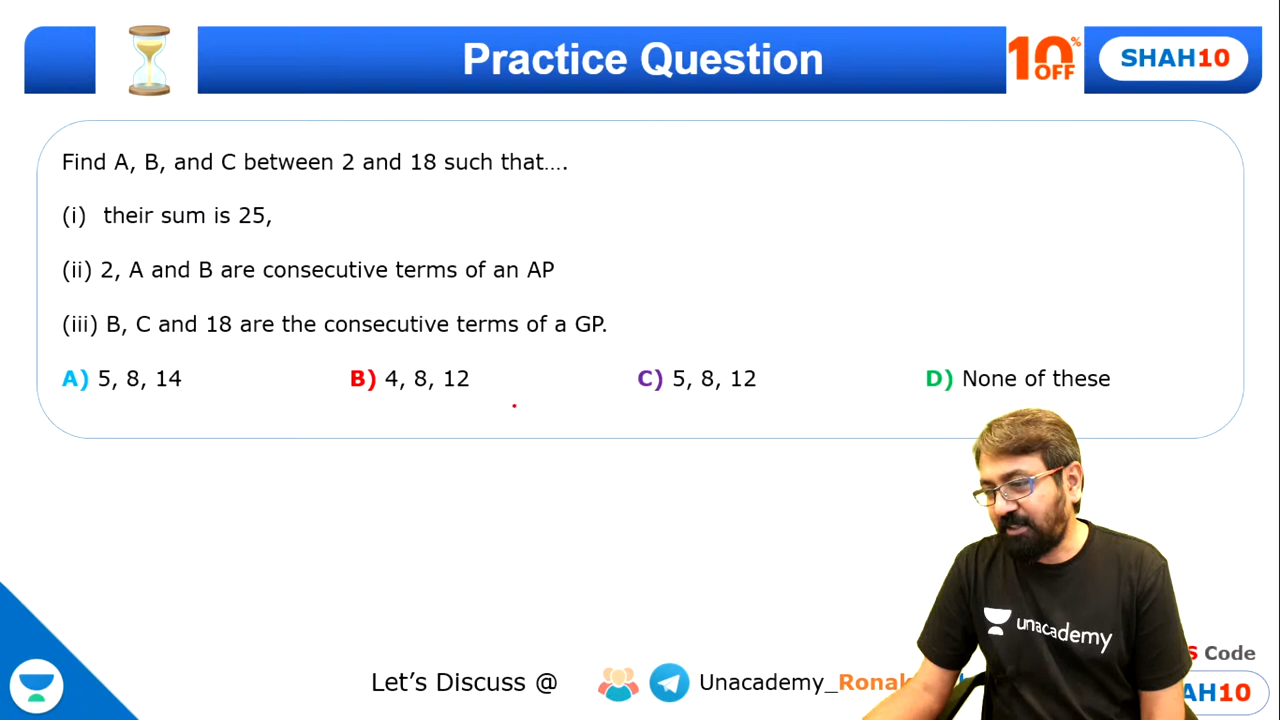 Practice Question
10% OFF
SHAH10
Find A, B, and C between 2 and 18 such that….
(i) their sum is 25,
(ii) 2, A and B are consecutive terms of an AP
(iii) B, C and 18 are the consecutive terms of a GP.
A) 5, 8, 14
B) 4, 8, 12
C) 5, 8, 12
D) None of these
unacademy
S Code
Let’s Discuss @ Unacademy_Ronak
AH10